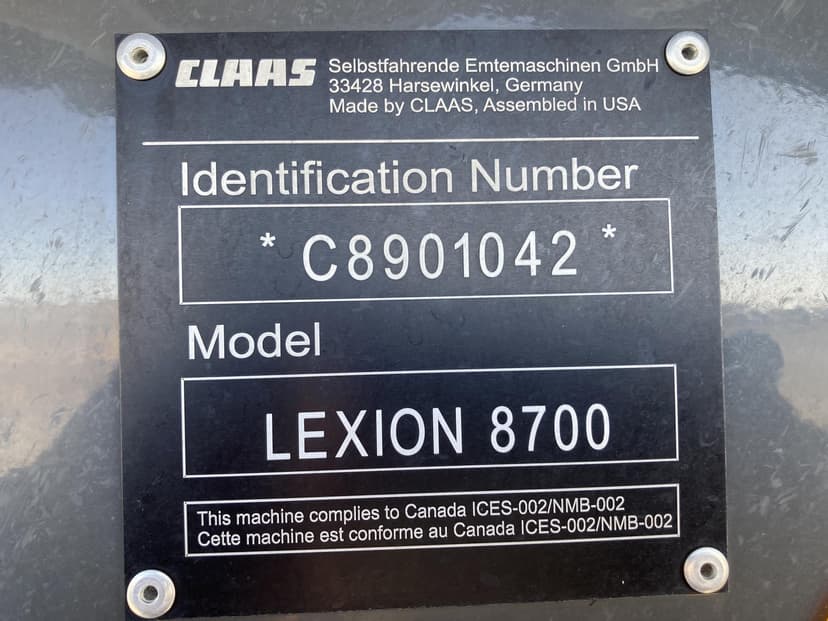 CLAAS Selbstfahrende Erntemaschinen GmbH
33428 Harsewinkel, Germany
Made by CLAAS, Assembled in USA
Identification Number
* C8901042 *
Model
LEXION 8700
This machine complies to Canada ICES-002/NMB-002
Cette machine est conforme au Canada ICES-002/NMB-002